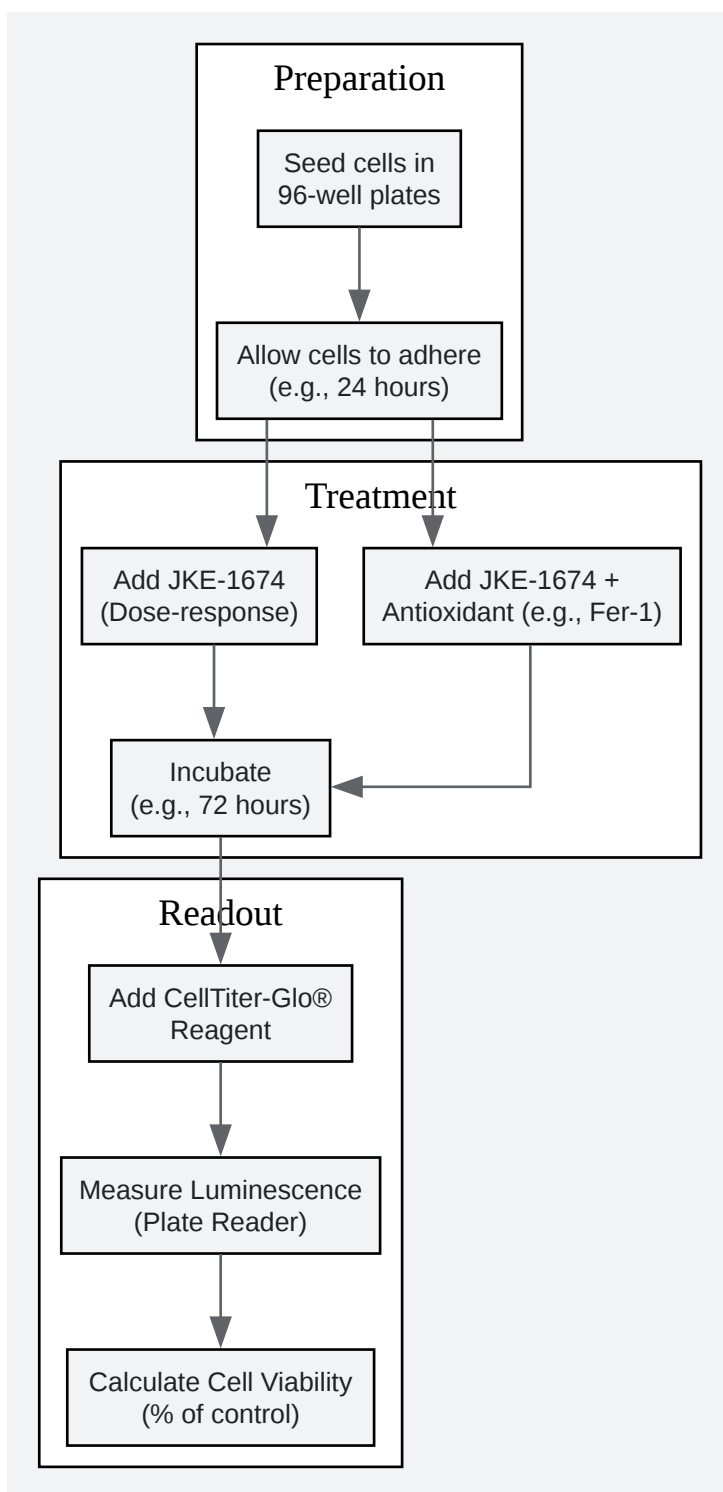 Preparation
Seed cells in
96-well plates
Allow cells to adhere
(e.g., 24 hours)
Treatment
Add JKE-1674
(Dose-response)
Add JKE-1674 +
Antioxidant (e.g., Fer-1)
Incubate
(e.g., 72 hours)
Readout
Add CellTiter-Glo®
Reagent
Measure Luminescence
(Plate Reader)
Calculate Cell Viability
(% of control)